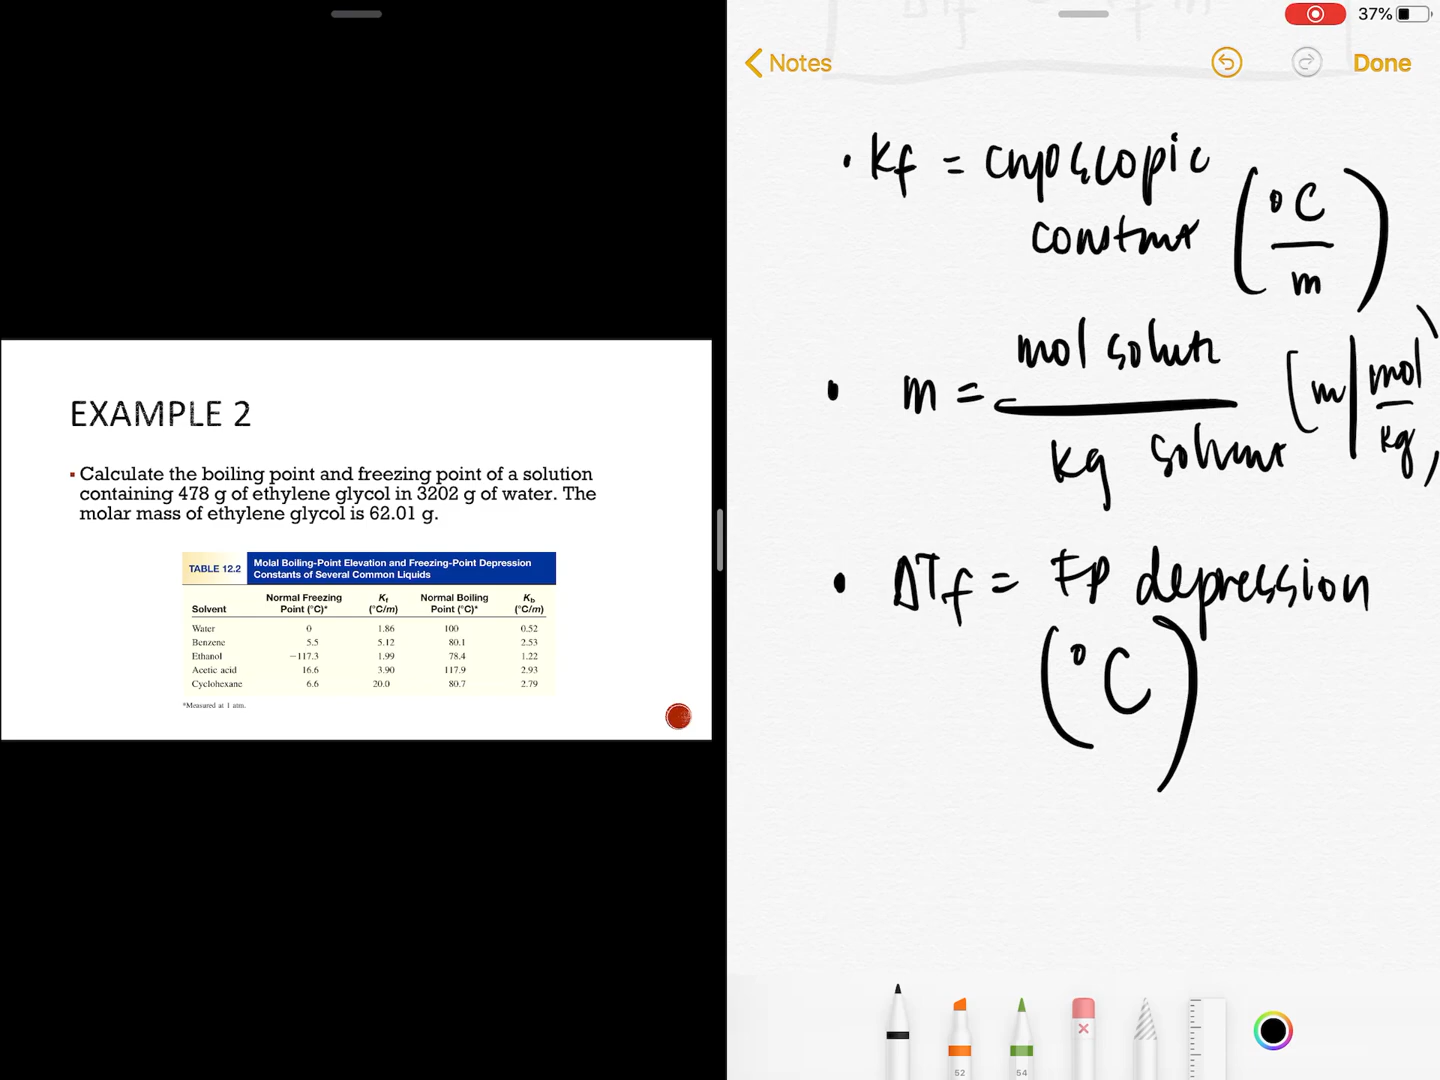 37%
Notes
Done
EXAMPLE 2
▪ Calculate the boiling point and freezing point of a solution
containing 478 g of ethylene glycol in 3202 g of water. The
molar mass of ethylene glycol is 62.01 g.
TABLE 12.2 Molal Boiling-Point Elevation and Freezing-Point Depression
Constants of Several Common Liquids
Solvent Normal Freezing Point (°C)* Kf (°C/m) Normal Boiling Point (°C)* Kb (°C/m)
Water 0 1.86 100 0.52
Benzene 5.5 5.12 80.1 2.53
Ethanol −117.3 1.99 78.4 1.22
Acetic acid 16.6 3.90 117.9 2.93
Cyclohexane 6.6 20.0 80.7 2.79
*Measured at 1 atm.
• Kf = cryoscopic
constant (°C/m)
• m = mol solute / kg solvent (m | mol/kg)
• ΔTf = FP depression
(°C)
52
54